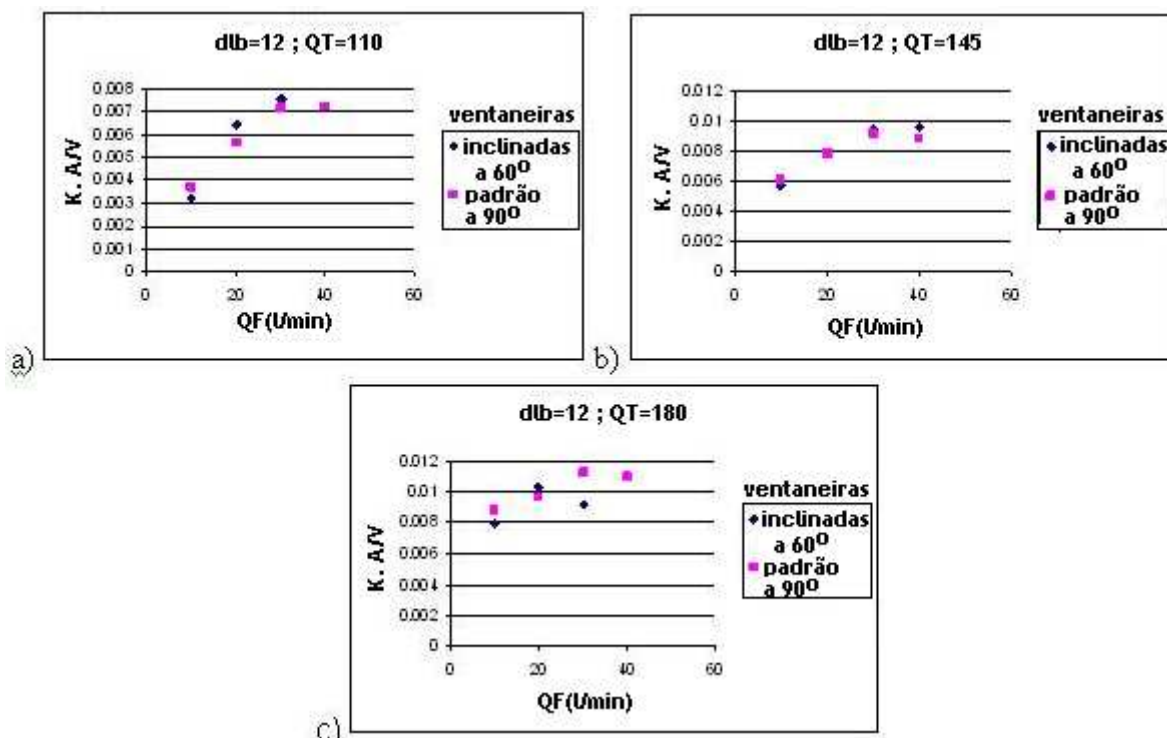 dlb=12 ; QT=110
K. A/V
0.008
0.007
0.006
0.005
0.004
0.003
0.002
0.001
0
0
20
40
60
QF(l/min)
ventaneiras
inclinadas
a 60º
padrão
a 90º
a)
dlb=12 ; QT=145
K. A/V
0.012
0.01
0.008
0.006
0.004
0.002
0
0
20
40
60
QF(l/min)
ventaneiras
inclinadas
a 60º
padrão
a 90º
b)
dlb=12 ; QT=180
K. A/V
0.012
0.01
0.008
0.006
0.004
0.002
0
0
20
40
60
QF(l/min)
ventaneiras
inclinadas
a 60º
padrão
a 90º
c)